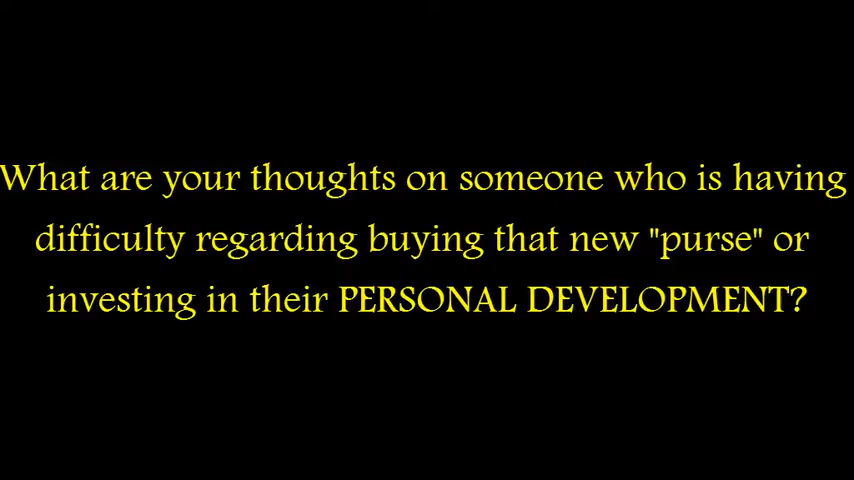 What are your thoughts on someone who is having
difficulty regarding buying that new "purse" or
investing in their PERSONAL DEVELOPMENT?